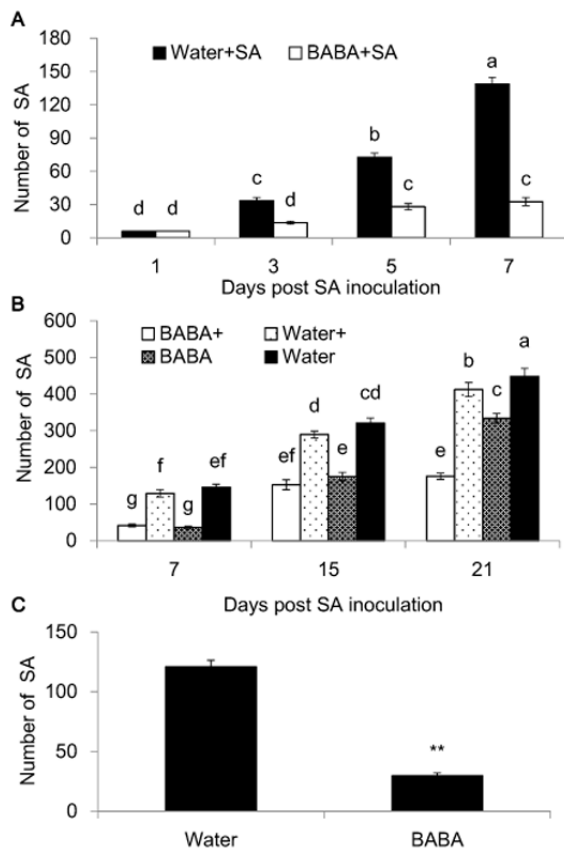 A
180
150
120
90
60
30
0
Number of SA
Water+SA BABA+SA
d d c d b c a c
1 3 5 7
Days post SA inoculation
B
600
500
400
300
200
100
0
Number of SA
BABA+ Water+
BABA Water
g f g ef ef d e cd e b c a
7 15 21
Days post SA inoculation
C
150
100
50
0
Number of SA
**
Water BABA